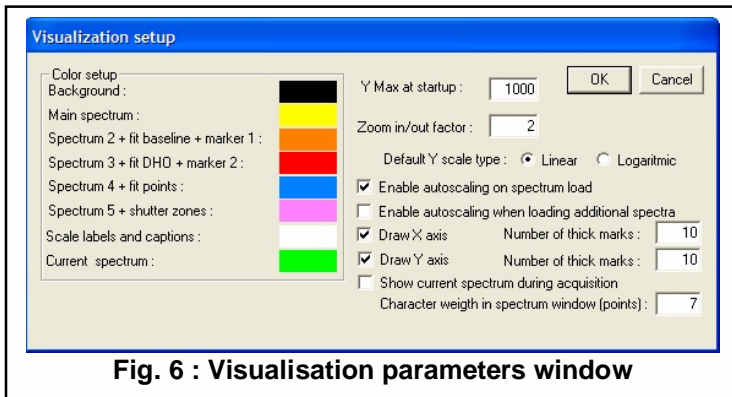 Visualization setup
Color setup
Background :
Main spectrum :
Spectrum 2 + fit baseline + marker 1 :
Spectrum 3 + fit DHO + marker 2 :
Spectrum 4 + fit points :
Spectrum 5 + shutter zones :
Scale labels and captions :
Current spectrum :
Y Max at startup : 1000
OK Cancel
Zoom in/out factor : 2
Default Y scale type : Linear Logaritmic
Enable autoscaling on spectrum load
Enable autoscaling when loading additional spectra
Draw X axis Number of thick marks : 10
Draw Y axis Number of thick marks : 10
Show current spectrum during acquisition
Character weigth in spectrum window (points) : 7
Fig. 6 : Visualisation parameters window